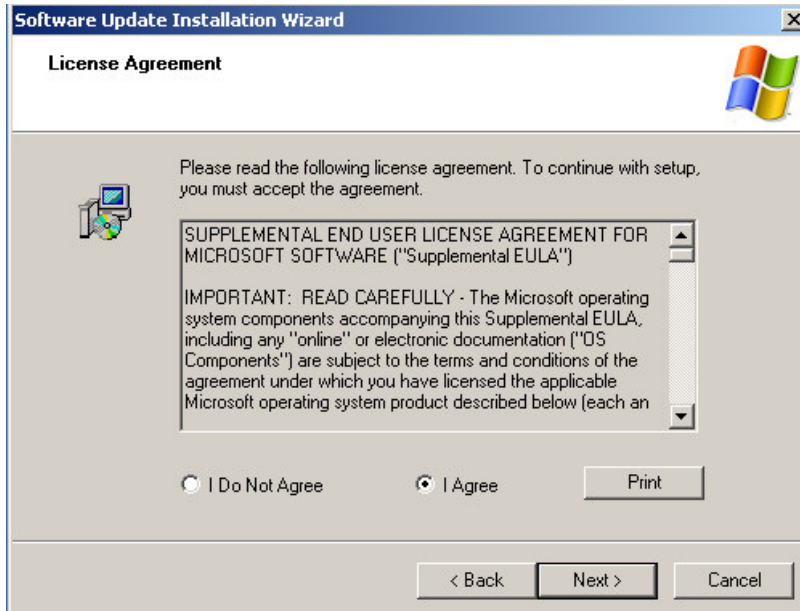 Software Update Installation Wizard
License Agreement
Please read the following license agreement. To continue with setup,
you must accept the agreement.
SUPPLEMENTAL END USER LICENSE AGREEMENT FOR
MICROSOFT SOFTWARE ("Supplemental EULA")
IMPORTANT: READ CAREFULLY - The Microsoft operating
system components accompanying this Supplemental EULA,
including any "online" or electronic documentation ("OS
Components") are subject to the terms and conditions of the
agreement under which you have licensed the applicable
Microsoft operating system product described below (each an
I Do Not Agree
I Agree
Print
< Back
Next >
Cancel